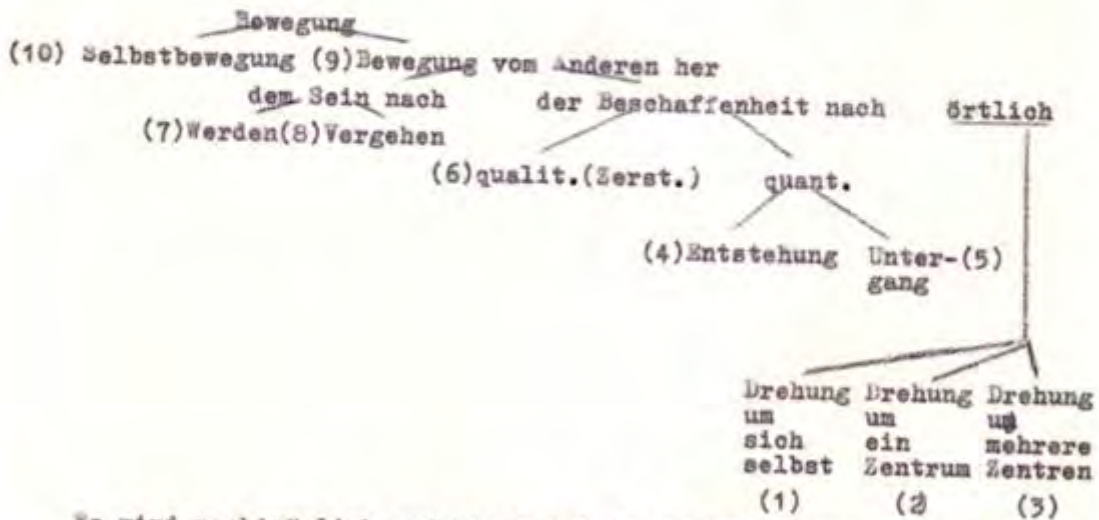 Bewegung
(10) Selbstbewegung (9)Bewegung vom Anderen her
dem Sein nach der Beschaffenheit nach örtlich
(7)Werden(8)Vergehen
(6)qualit.(Zerst.) quant.
(4)Entstehung Unter-(5)
gang
Drehung Drehung Drehung
um um um
sich ein mehrere
selbst Zentrum Zentren
(1) (2) (3)